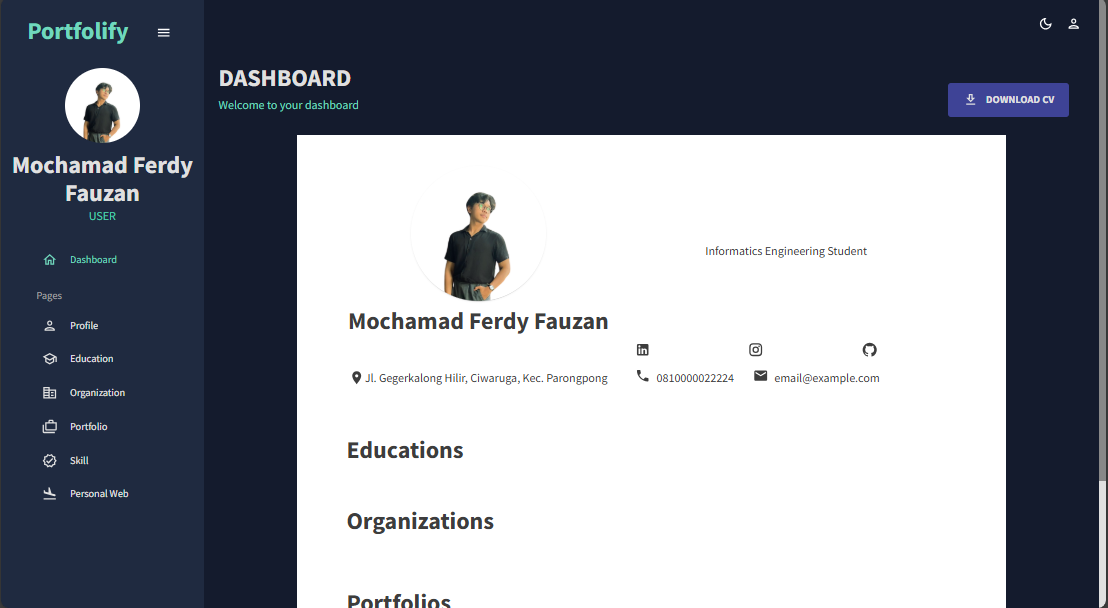 Portfolify
Mochamad Ferdy
Fauzan
USER
Dashboard
Pages
Profile
Education
Organization
Portfolio
Skill
Personal Web
DASHBOARD
Welcome to your dashboard
DOWNLOAD CV
Informatics Engineering Student
Mochamad Ferdy Fauzan
Jl. Gegerkalong Hilir, Ciwaruga, Kec. Parongpong
0810000022224
email@example.com
Educations
Organizations
Portfolios